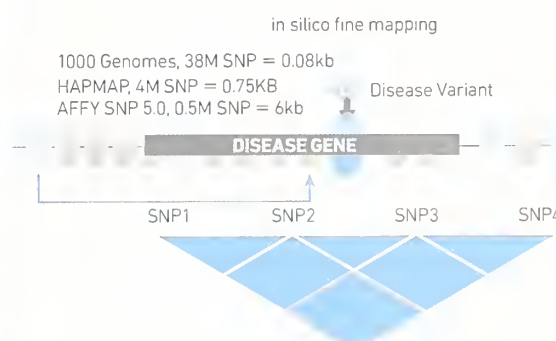 in silico fine mapping
1000 Genomes, 38M SNP = 0.08kb
HAPMAP, 4M SNP = 0.75KB
AFFY SNP 5.0, 0.5M SNP = 6kb
Disease Variant
DISEASE GENE
SNP1 SNP2 SNP3 SNP4